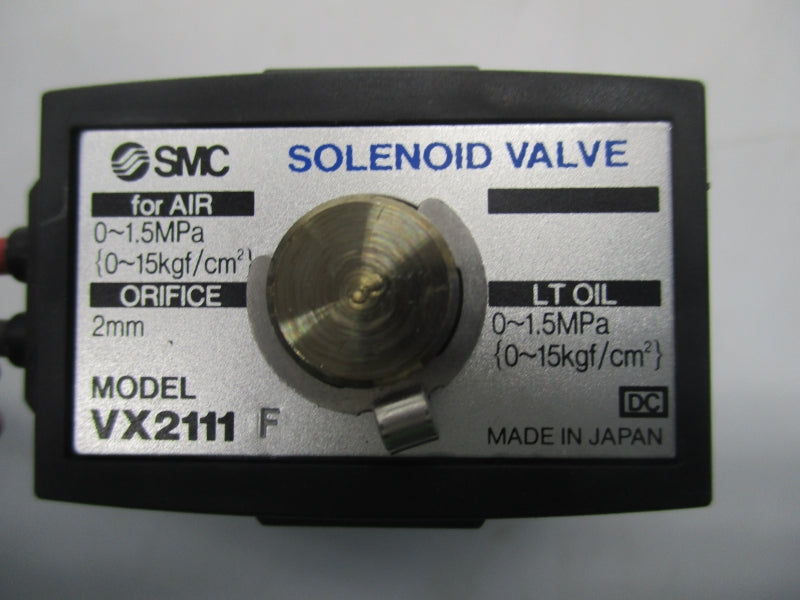 SMC
SOLENOID VALVE
for AIR
0~1.5MPa
{0~15kgf/cm²}
ORIFICE
2mm
LT OIL
0~1.5MPa
{0~15kgf/cm²}
MODEL
VX2111 F
DC
MADE IN JAPAN